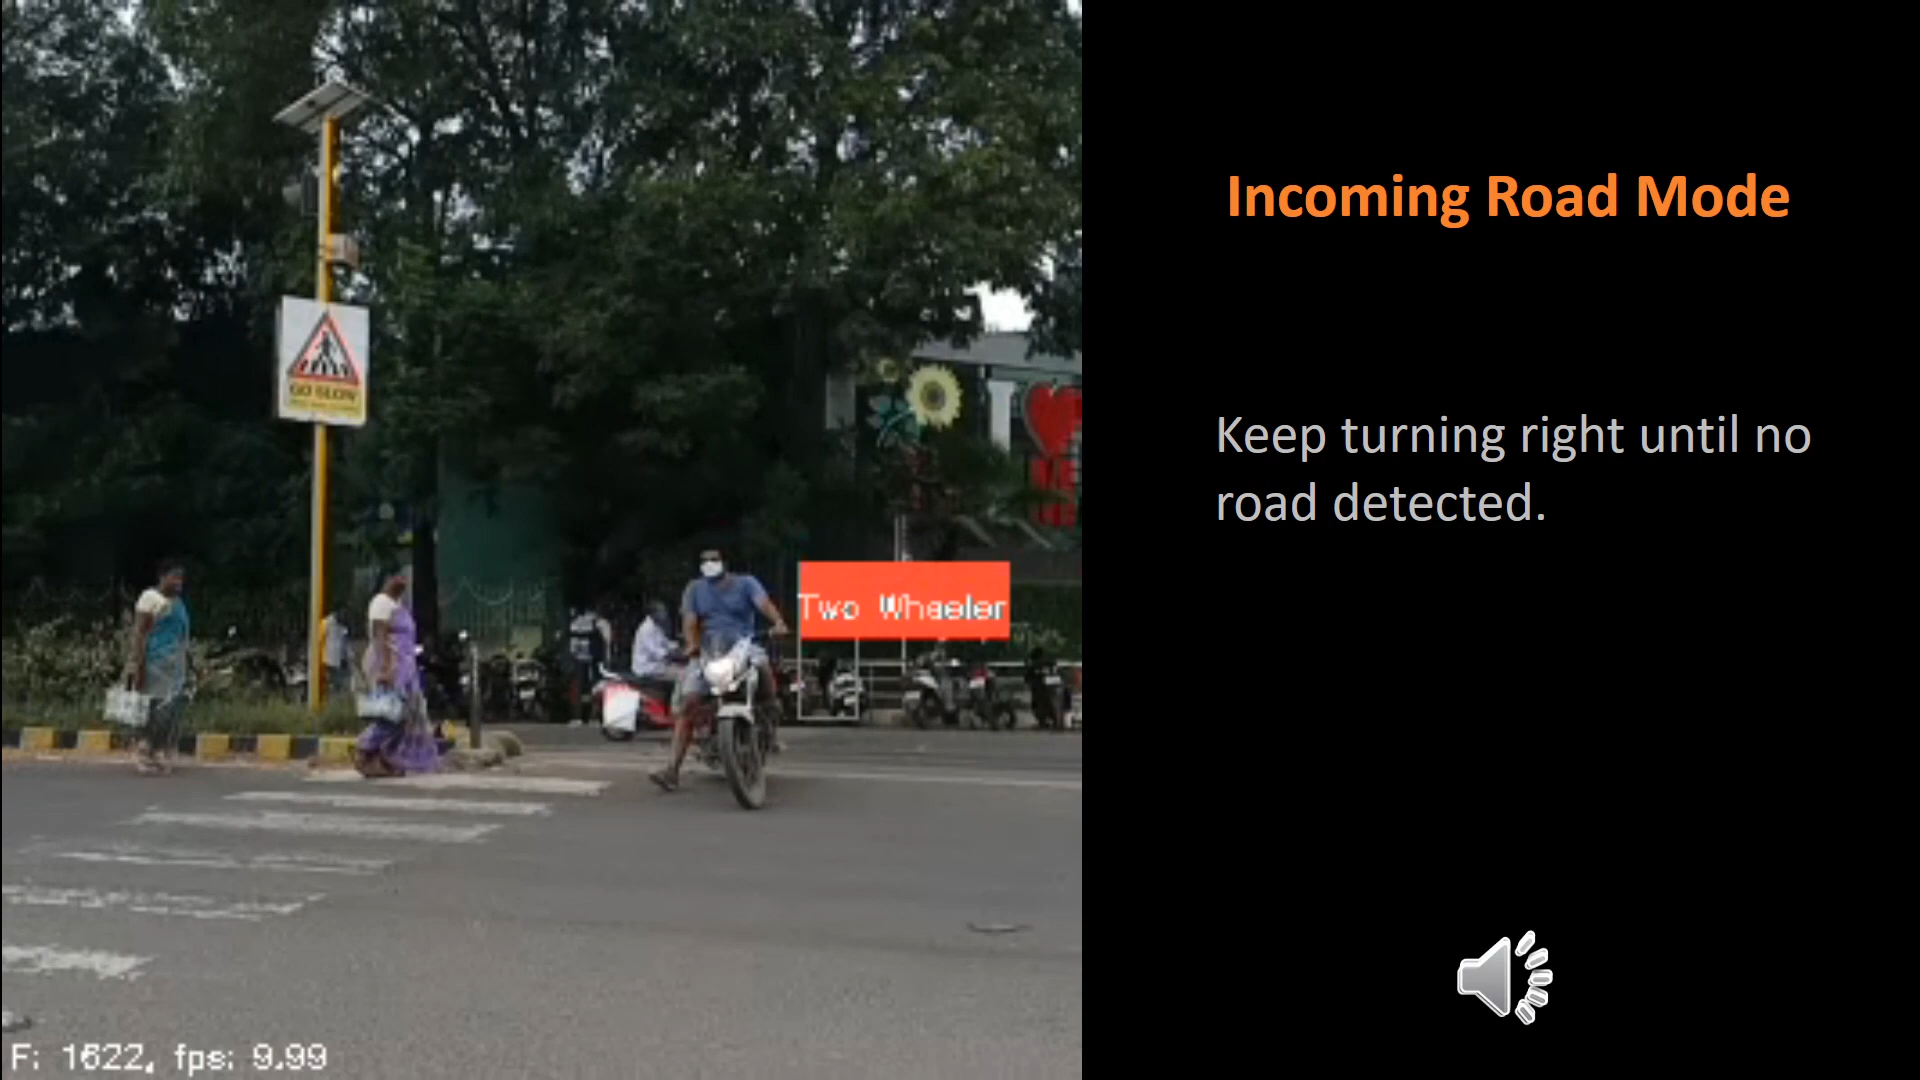 GO SLOW
Two Wheeler
F: 1622, fps: 9.99
Incoming Road Mode
Keep turning right until no
road detected.